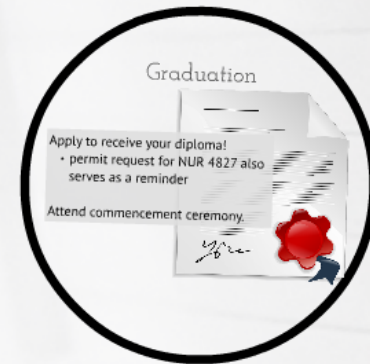 Graduation
Apply to receive your diploma!
• permit request for NUR 4827 also
serves as a reminder
Attend commencement ceremony.